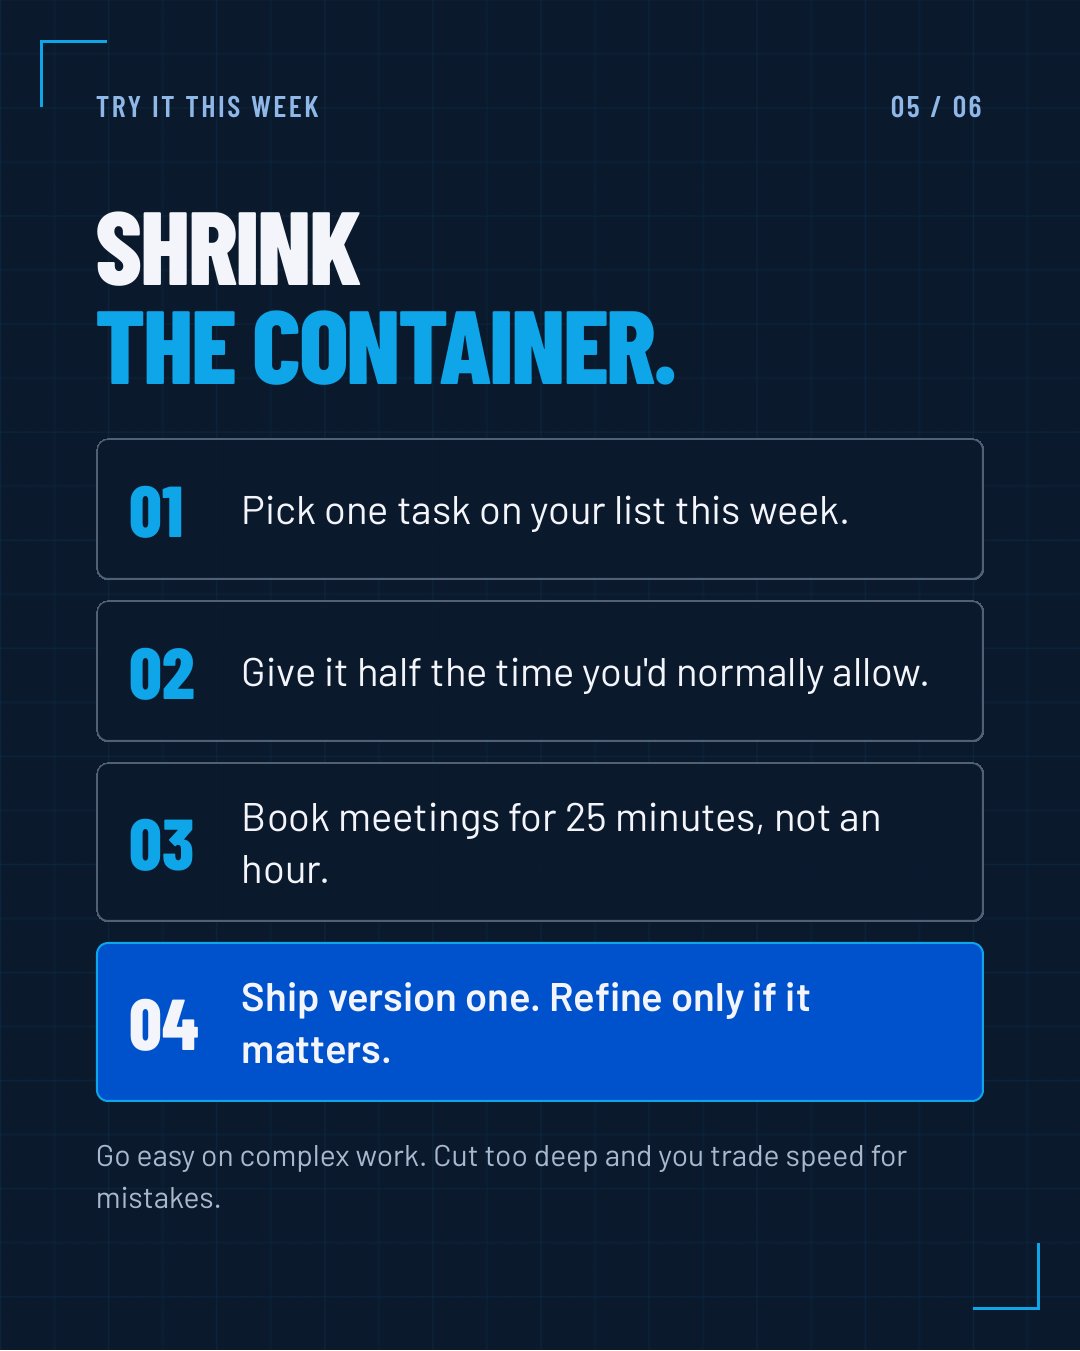 TRY IT THIS WEEK
05 / 06
SHRINK
THE CONTAINER.
01
Pick one task on your list this week.
02
Give it half the time you'd normally allow.
03
Book meetings for 25 minutes, not an
hour.
04
Ship version one. Refine only if it
matters.
Go easy on complex work. Cut too deep and you trade speed for
mistakes.